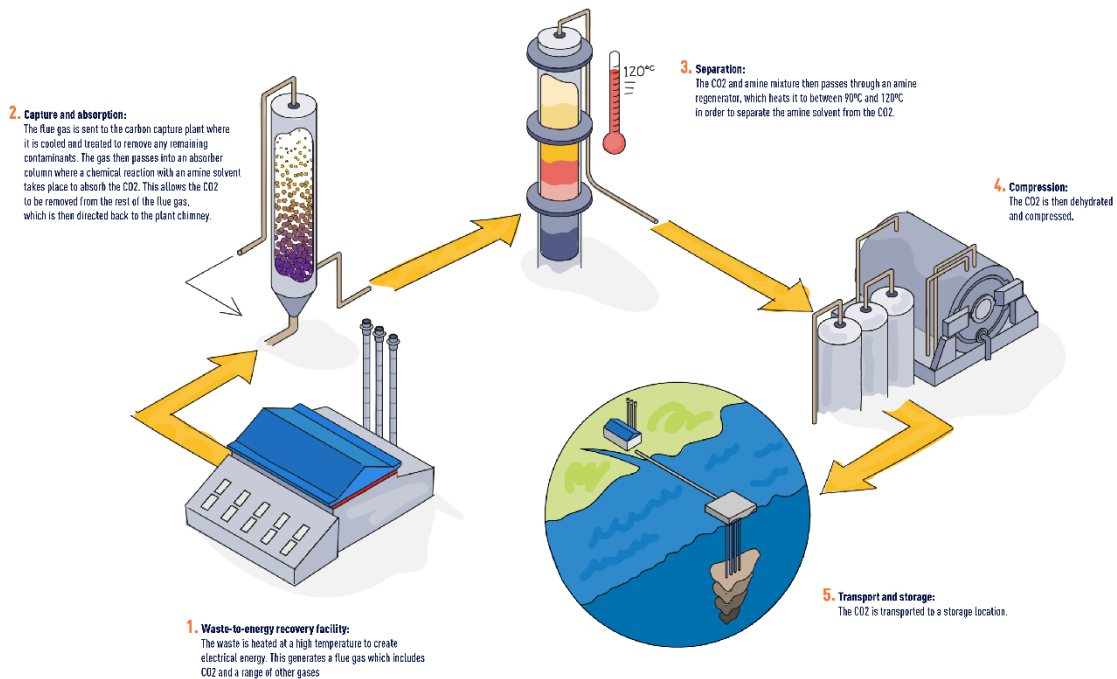 1. Waste-to-energy recovery facility:
The waste is heated at a high temperature to create
electrical energy. This generates a flue gas which includes
CO2 and a range of other gases
2. Capture and absorption:
The flue gas is sent to the carbon capture plant where
it is cooled and treated to remove any remaining
contaminants. The gas then passes into an absorber
column where a chemical reaction with an amine solvent
takes place to absorb the CO2. This allows the CO2
to be removed from the rest of the flue gas,
which is then directed back to the plant chimney.
120ºC
3. Separation:
The CO2 and amine mixture then passes through an amine
regenerator, which heats it to between 90ºC and 120ºC
in order to separate the amine solvent from the CO2.
4. Compression:
The CO2 is then dehydrated
and compressed.
5. Transport and storage:
The CO2 is transported to a storage location.